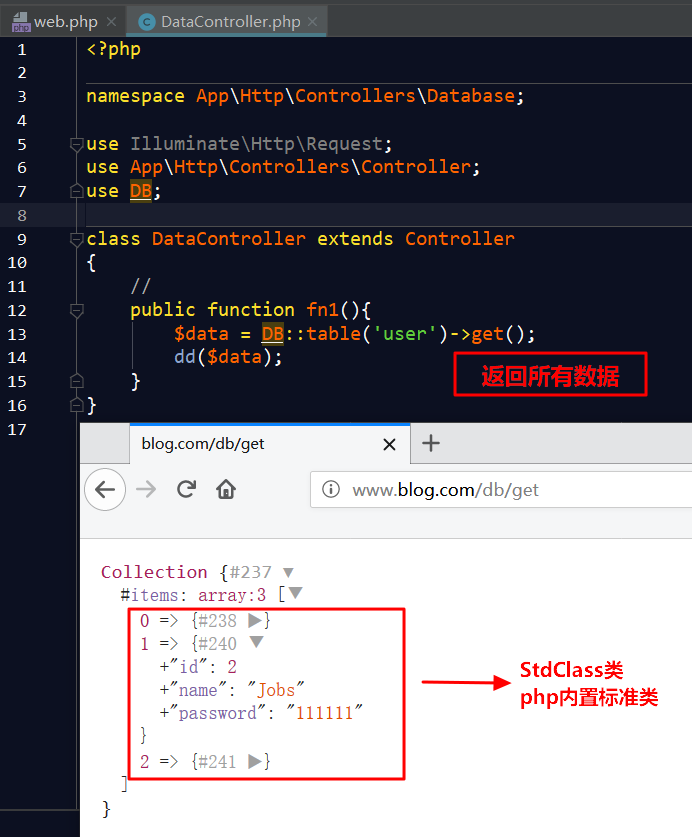 web.php
DataController.php
1 <?php
2
3 namespace App\Http\Controllers\Database;
4
5 use Illuminate\Http\Request;
6 use App\Http\Controllers\Controller;
7 use DB;
8
9 class DataController extends Controller
10 {
11 //
12 public function fn1(){
13 $data = DB::table('user')->get();
14 dd($data);
返回所有数据
15 }
16 }
17
blog.com/db/get
www.blog.com/db/get
Collection {#237 ▼
#items: array:3 [▼
0 => {#238 ▶}
1 => {#240 ▼
+"id": 2
+"name": "Jobs"
+"password": "111111"
}
2 => {#241 ▶}
]
}
StdClass类
php内置标准类